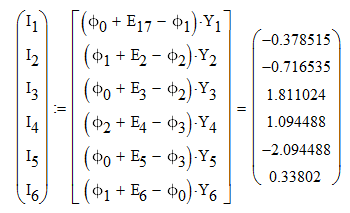 I₁ := (ϕ₀ + E₁₇ − ϕ₁)·Y₁ = −0.378515
I₂ (ϕ₁ + E₂ − ϕ₂)·Y₂ −0.716535
I₃ (ϕ₀ + E₃ − ϕ₂)·Y₃ 1.811024
I₄ (ϕ₂ + E₄ − ϕ₃)·Y₄ 1.094488
I₅ (ϕ₀ + E₅ − ϕ₃)·Y₅ −2.094488
I₆ (ϕ₁ + E₆ − ϕ₀)·Y₆ 0.33802